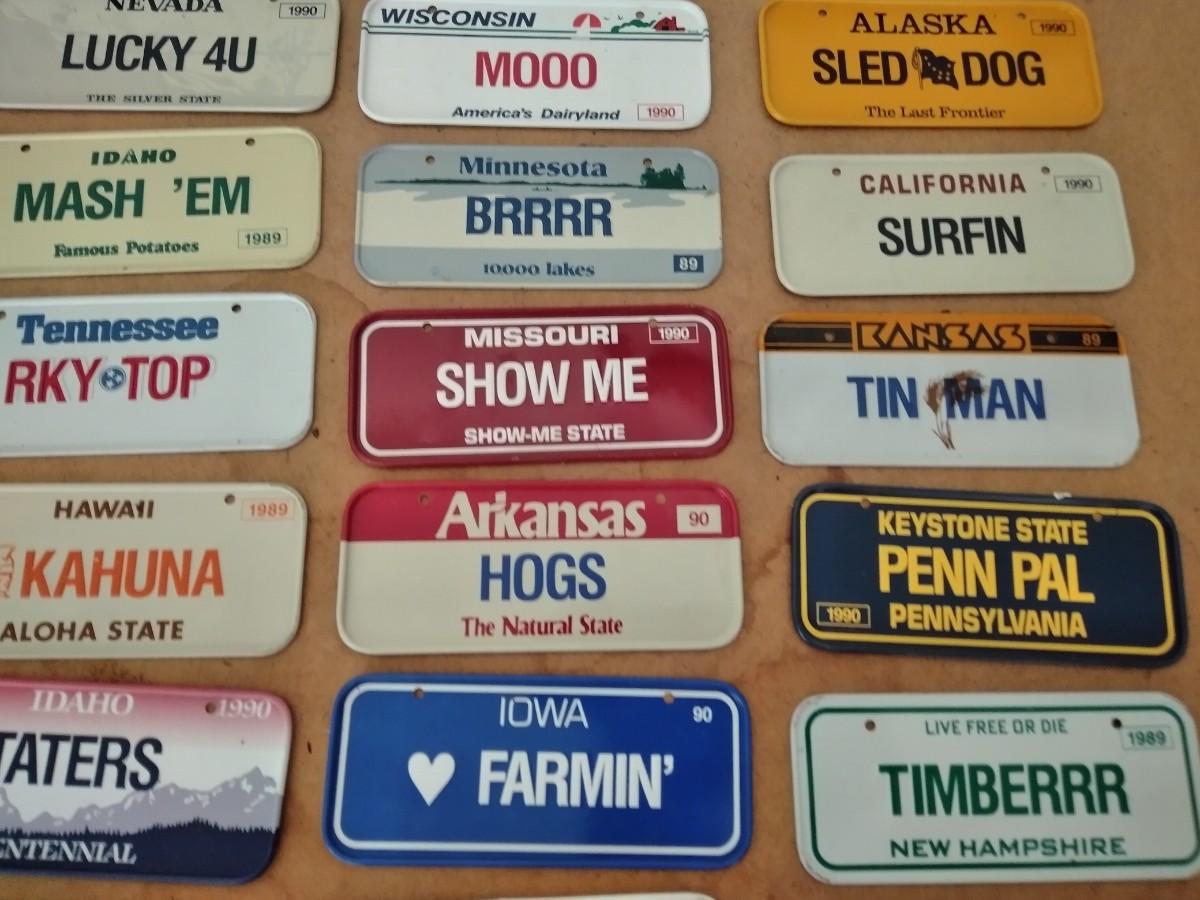 NEVADA 1990
LUCKY 4U
THE SILVER STATE
WISCONSIN
MOOO
America's Dairyland 1990
ALASKA 1990
SLED DOG
The Last Frontier
IDAHO
MASH 'EM
Famous Potatoes 1989
Minnesota
BRRRR
10,000 lakes 89
CALIFORNIA 1990
SURFIN
Tennessee
RKY TOP
MISSOURI 1990
SHOW ME
SHOW-ME STATE
KANSAS 89
TIN MAN
HAWAII 1989
KAHUNA
ALOHA STATE
Arkansas 90
HOGS
The Natural State
KEYSTONE STATE
PENN PAL
1990 PENNSYLVANIA
IDAHO 1990
TATERS
ENTENNIAL
IOWA 90
♥ FARMIN'
LIVE FREE OR DIE 1989
TIMBERRR
NEW HAMPSHIRE